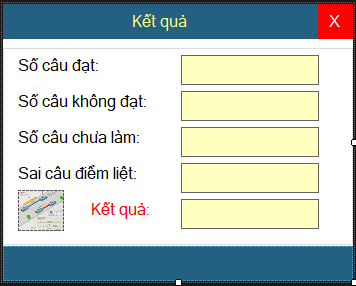 Kết quả X
Số câu đạt:
Số câu không đạt:
Số câu chưa làm:
Sai câu điểm liệt:
Kết quả: